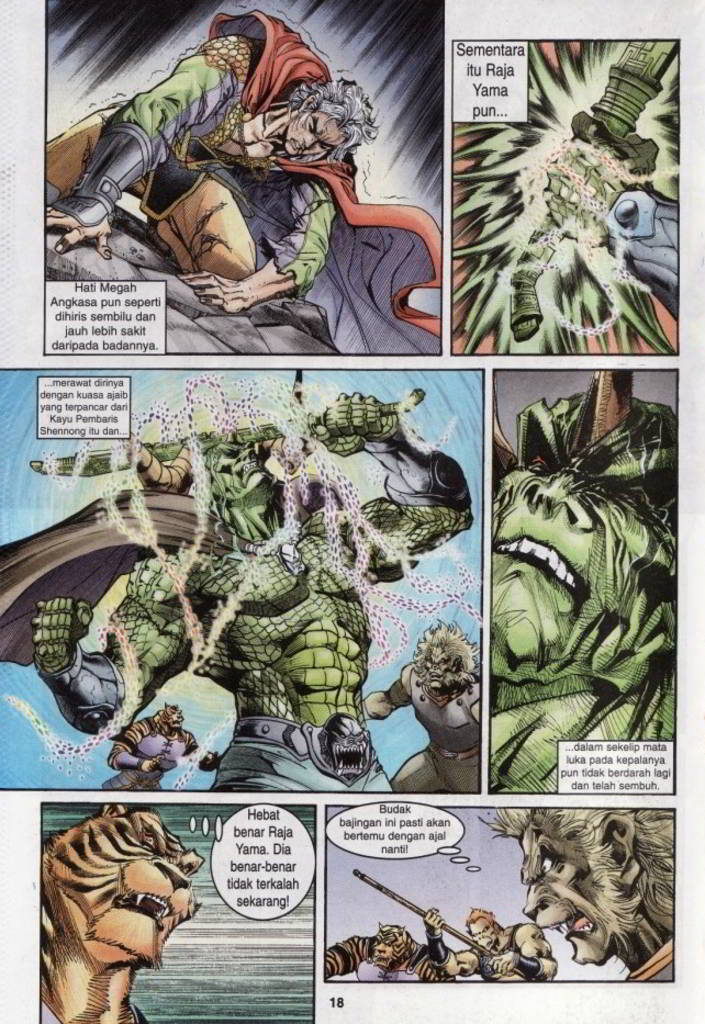 Hati Megah
Angkasa pun seperti
dihiris sembilu dan
jauh lebih sakit
daripada badannya.
Sementara
itu Raja
Yama
pun...
...merawat dirinya
dengan kuasa ajaib
yang terpancar dari
Kayu Pembaris
Shennong itu dan...
...dalam sekelip mata
luka pada kepalanya
pun tidak berdarah lagi
dan telah sembuh.
Hebat
benar Raja
Yama. Dia
benar-benar
tidak terkalah
sekarang!
Budak
bajingan ini pasti akan
bertemu dengan ajal
nanti!
18